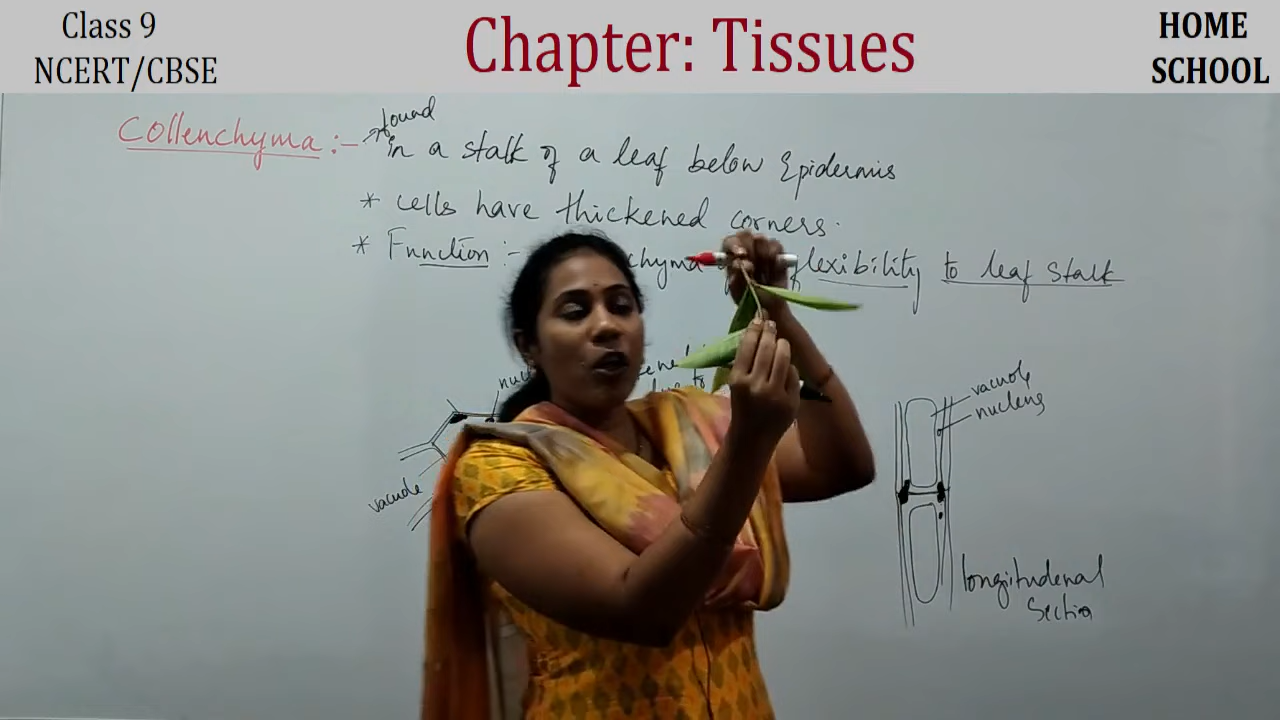 Class 9
NCERT/CBSE
Chapter: Tissues
HOME
SCHOOL
found
Collenchyma :- in a stalk of a leaf below Epidermis
* cells have thickened corners.
* Function :- chyma flexibility to leaf stalk
vacuole
nucleus
vacuole
longitudenal
Section